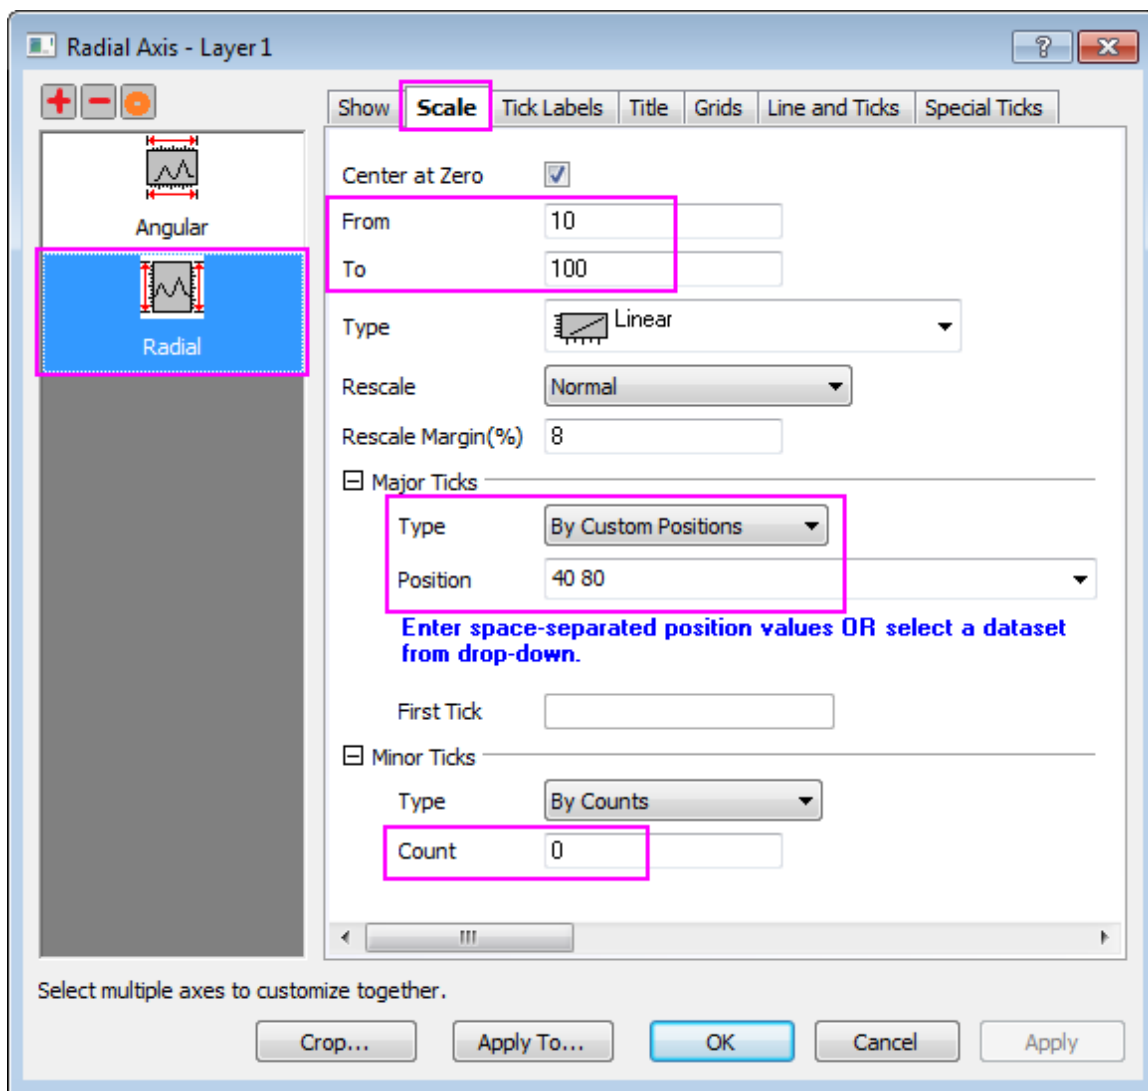 Radial Axis - Layer 1
Show Scale Tick Labels Title Grids Line and Ticks Special Ticks
Angular
Radial
Center at Zero
From 10
To 100
Type Linear
Rescale Normal
Rescale Margin(%) 8
Major Ticks
Type By Custom Positions
Position 40 80
Enter space-separated position values OR select a dataset
from drop-down.
First Tick
Minor Ticks
Type By Counts
Count 0
Select multiple axes to customize together.
Crop... Apply To... OK Cancel Apply